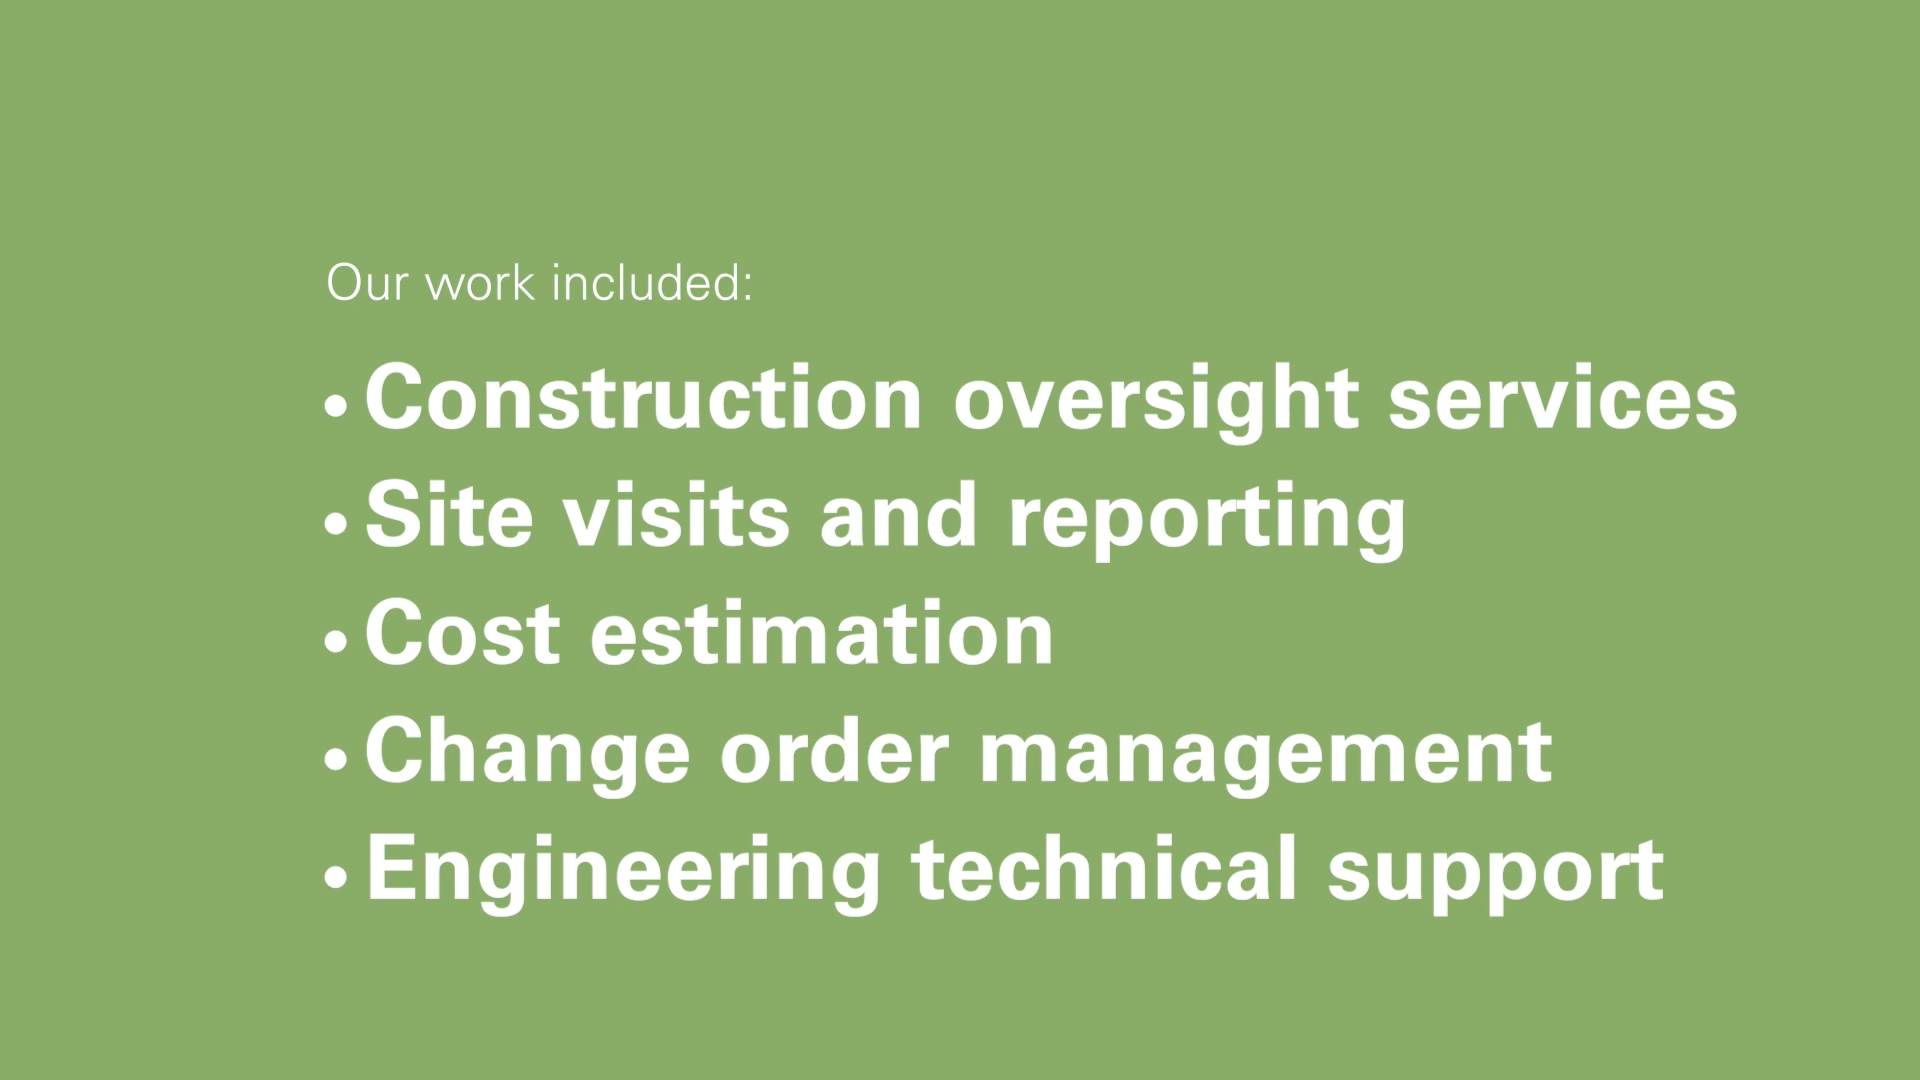 Our work included:
• Construction oversight services
• Site visits and reporting
• Cost estimation
• Change order management
• Engineering technical support